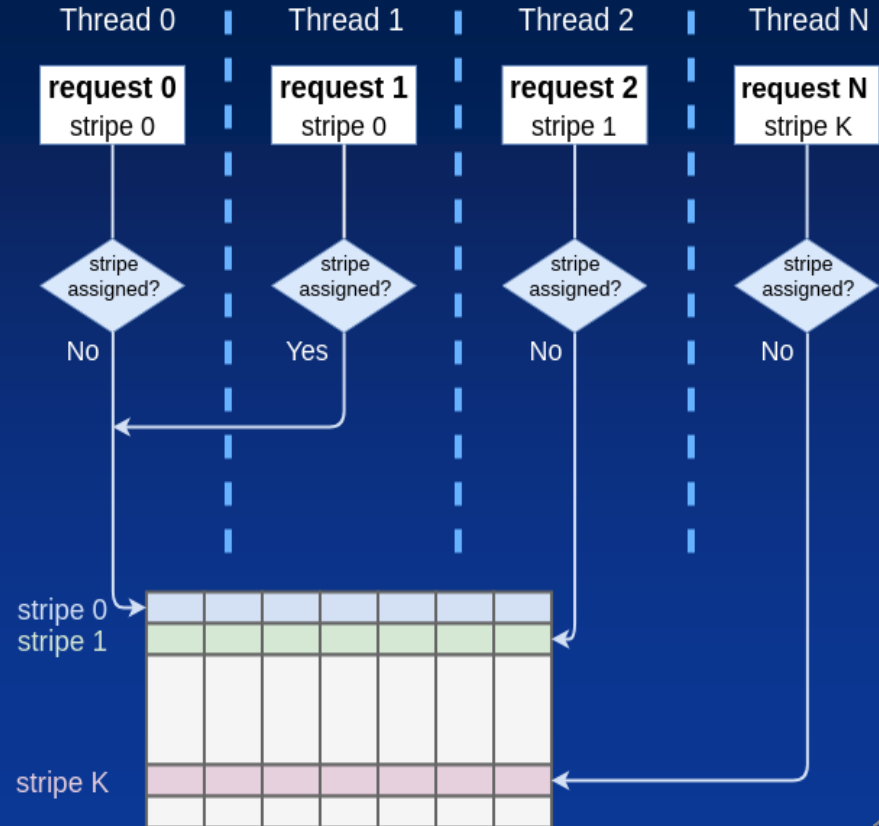 Thread 0
Thread 1
Thread 2
Thread N
request 0
stripe 0
request 1
stripe 0
request 2
stripe 1
request N
stripe K
stripe
assigned?
stripe
assigned?
stripe
assigned?
stripe
assigned?
No
Yes
No
No
stripe 0
stripe 1
stripe K